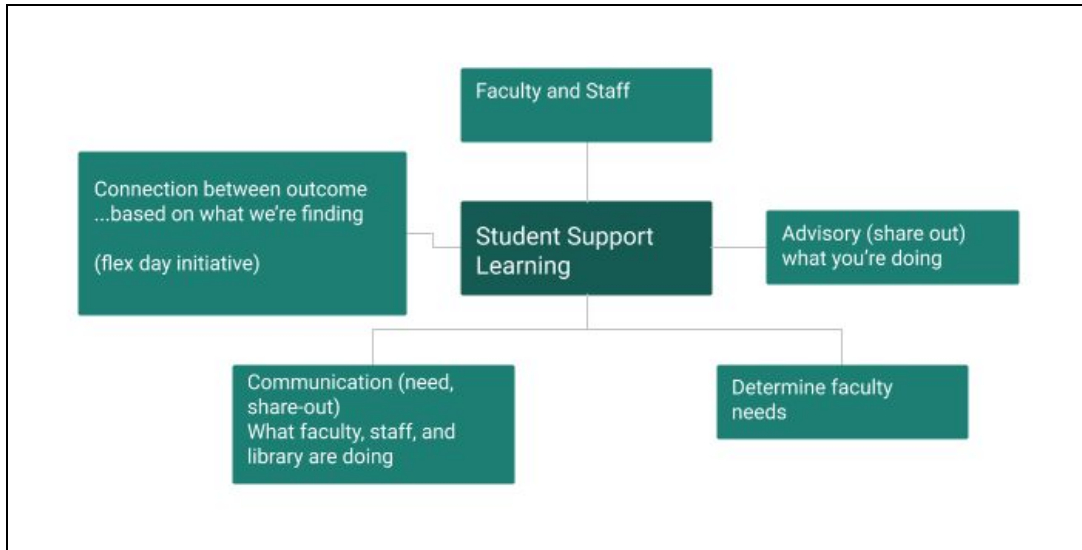 Faculty and Staff
Connection between outcome
...based on what we’re finding
(flex day initiative)
Student Support
Learning
Advisory (share out)
what you’re doing
Communication (need,
share-out)
What faculty, staff, and
library are doing
Determine faculty
needs